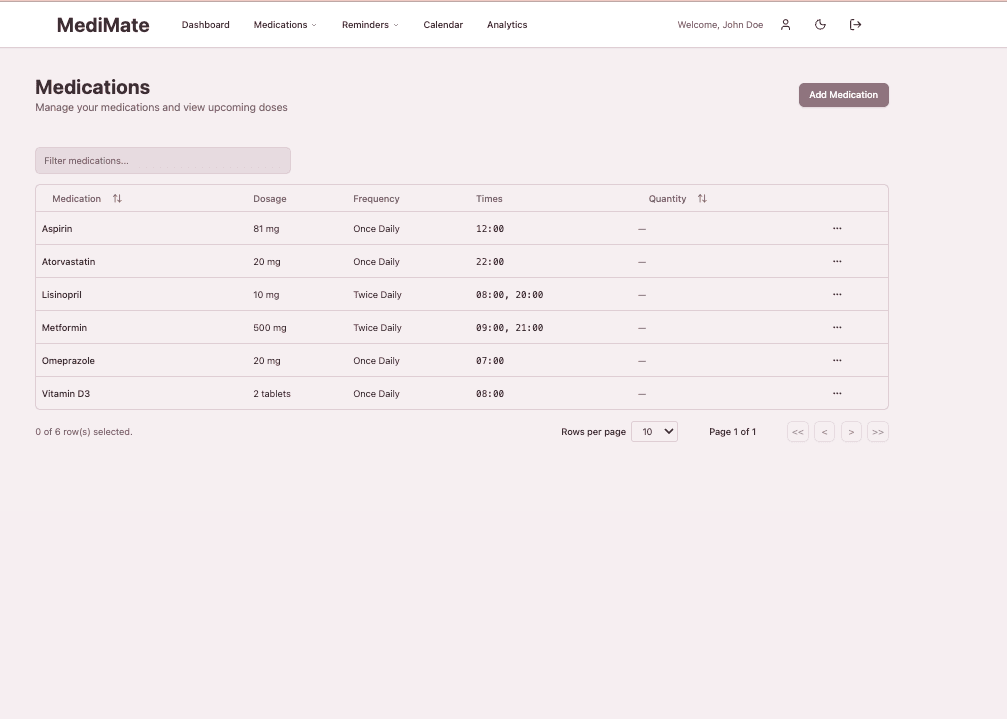 MediMate Dashboard Medications Reminders Calendar Analytics Welcome, John Doe
Medications
Manage your medications and view upcoming doses
Add Medication
Filter medications...
Medication Dosage Frequency Times Quantity
Aspirin 81 mg Once Daily 12:00 — ···
Atorvastatin 20 mg Once Daily 22:00 — ···
Lisinopril 10 mg Twice Daily 08:00, 20:00 — ···
Metformin 500 mg Twice Daily 09:00, 21:00 — ···
Omeprazole 20 mg Once Daily 07:00 — ···
Vitamin D3 2 tablets Once Daily 08:00 — ···
0 of 6 row(s) selected. Rows per page 10 Page 1 of 1 << < > >>